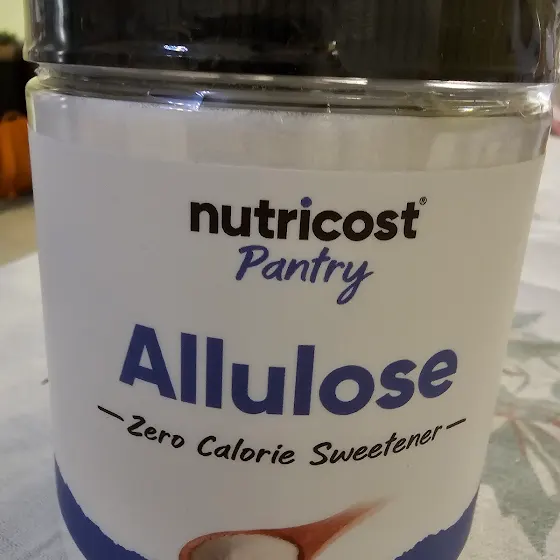 nutricost®
Pantry
Allulose
Zero Calorie Sweetener